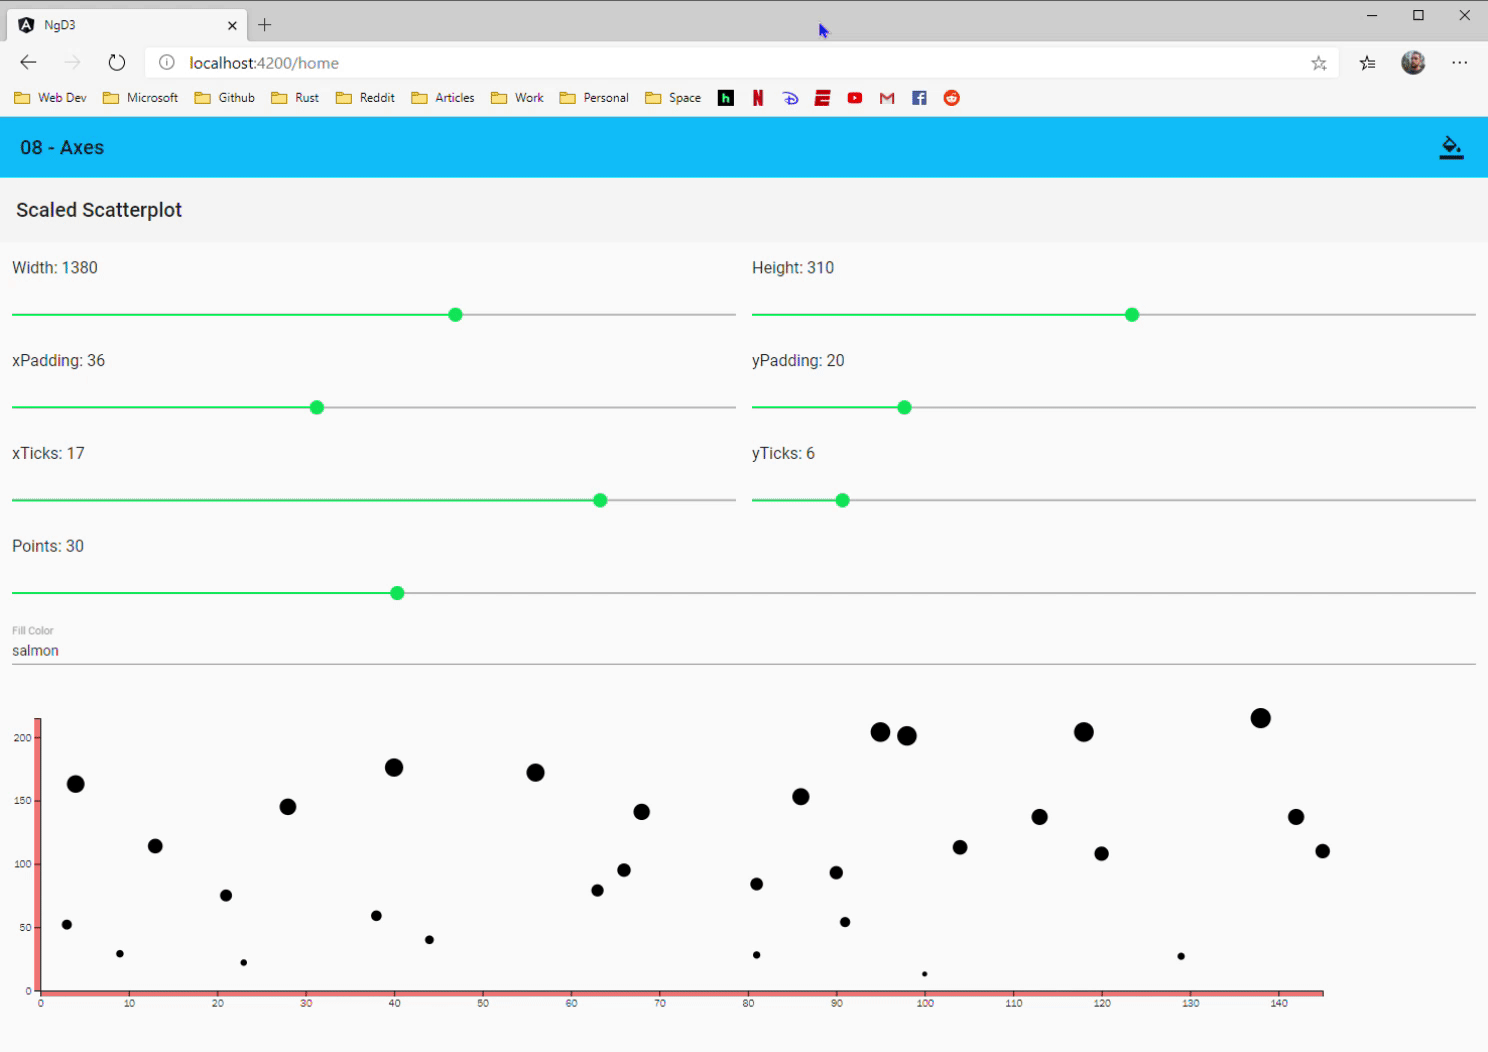 NgD3
localhost:4200/home
Web Dev Microsoft Github Rust Reddit Articles Work Personal Space
08 - Axes
Scaled Scatterplot
Width: 1380 Height: 310
xPadding: 36 yPadding: 20
xTicks: 17 yTicks: 6
Points: 30
Fill Color
salmon
200
150
100
50
0
0 10 20 30 40 50 60 70 80 90 100 110 120 130 140